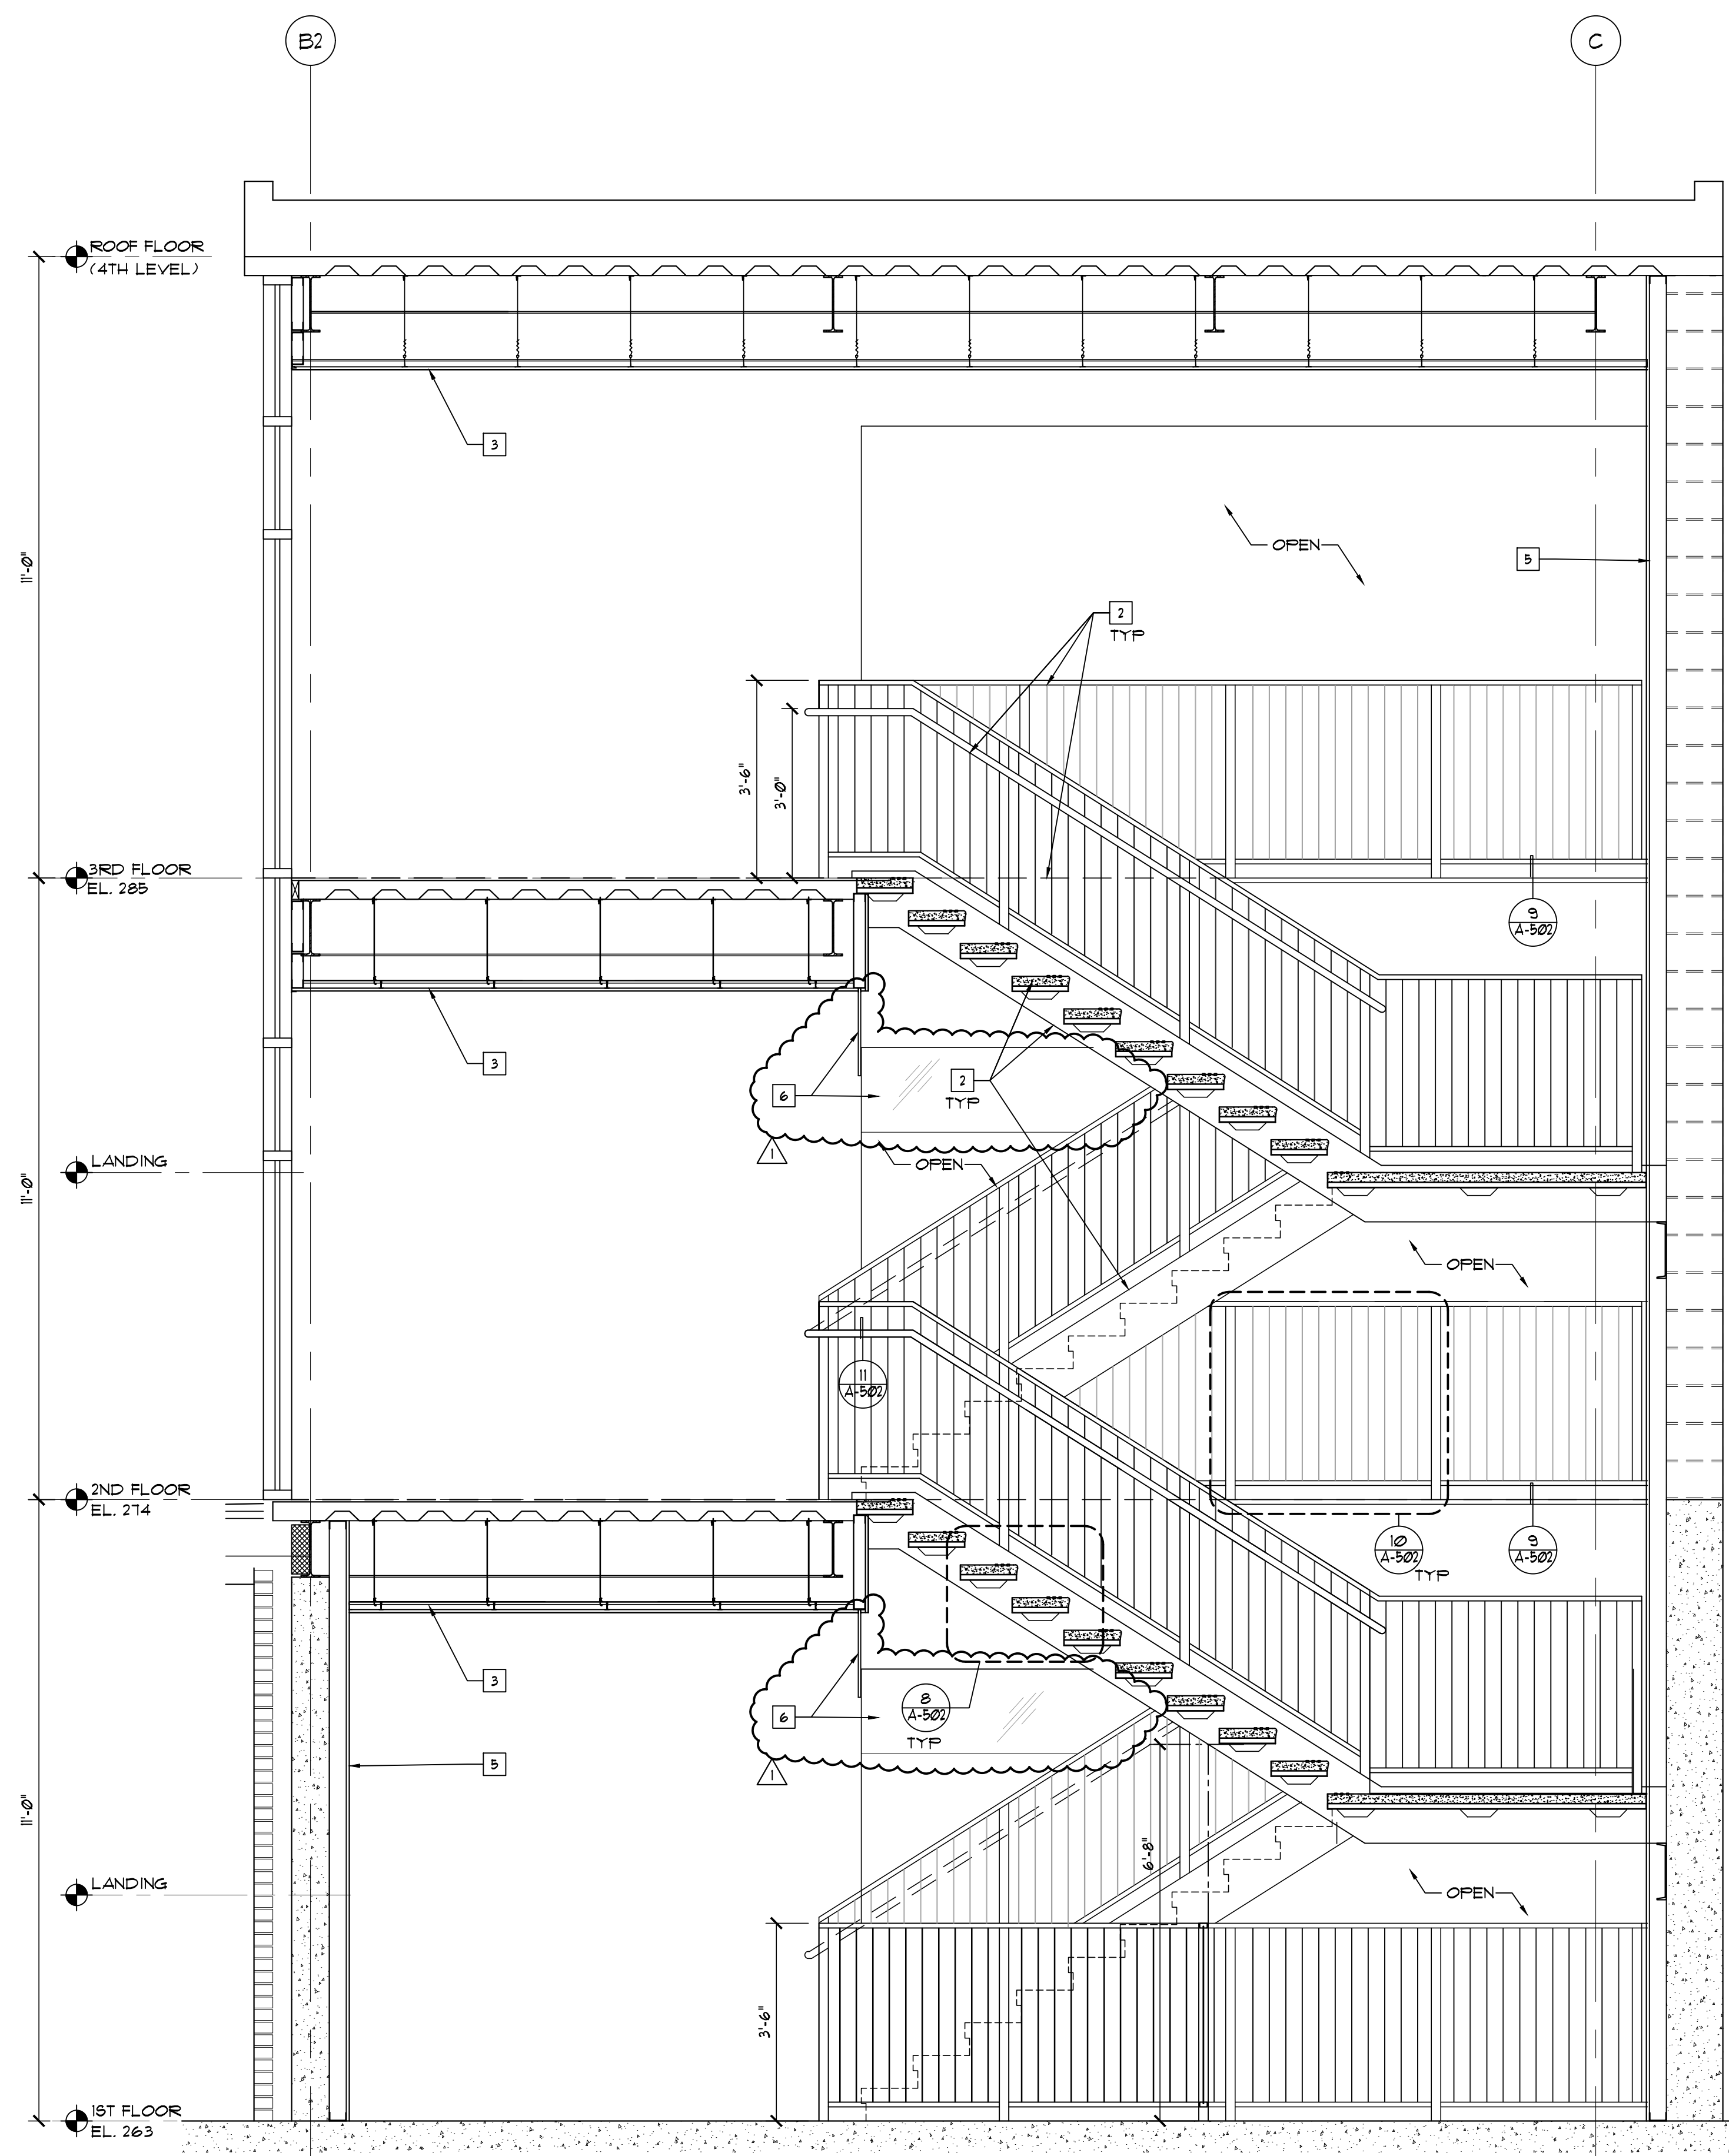 B2
C
ROOF FLOOR
(4TH LEVEL)
3
11'-0"
OPEN
5
2
TYP
3'-6"
3'-0"
3RD FLOOR
EL. 285
9
A-502
3
2
TYP
6
1
OPEN
LANDING
11'-0"
OPEN
11
A-502
2ND FLOOR
EL. 274
10
A-502
TYP
9
A-502
3
6
8
A-502
TYP
5
1
11'-0"
6'-8"
LANDING
OPEN
3'-6"
1ST FLOOR
EL. 263